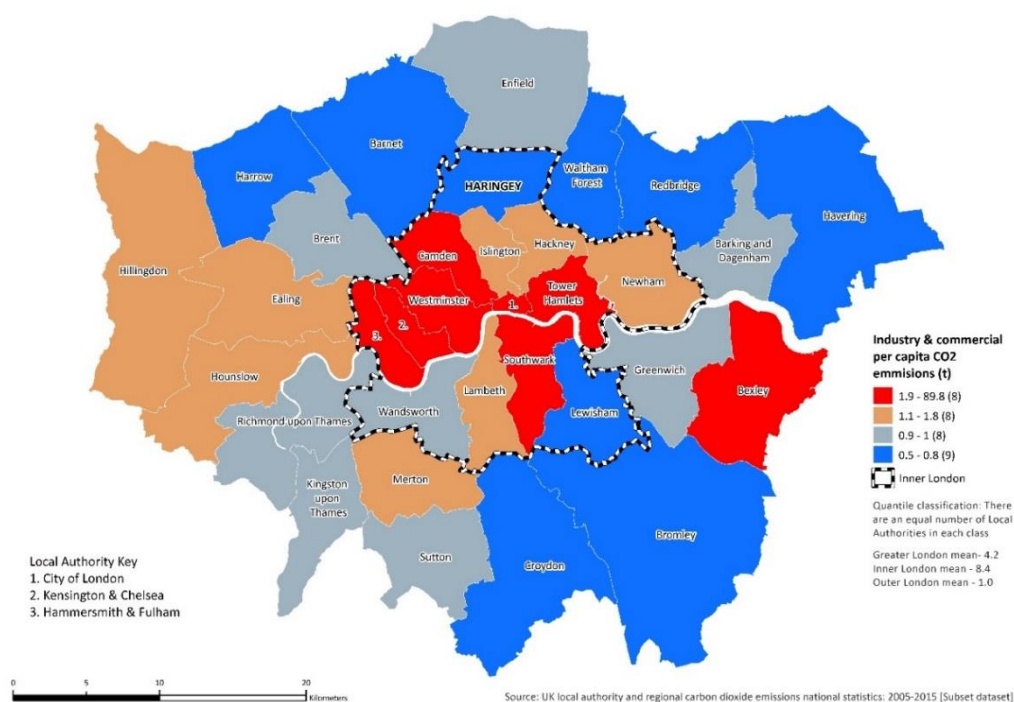 Enfield
Barnet
Harrow
HARINGEY
Waltham
Forest
Redbridge
Havering
Brent
Camden
Islington
Hackney
Barking and
Dagenham
Hillingdon
Ealing
Westminster
Tower
Hamlets
Newham
1.
2.
3.
Hounslow
Southwark
Greenwich
Bexley
Lambeth
Richmond upon Thames
Wandsworth
Lewisham
Merton
Kingston
upon
Thames
Sutton
Croydon
Bromley
Industry & commercial
per capita CO2
emmisions (t)
1.9 - 89.8 (8)
1.1 - 1.8 (8)
0.9 - 1 (8)
0.5 - 0.8 (9)
Inner London
Quantile classification: There
are an equal number of Local
Authorities in each class
Greater London mean- 4.2
Inner London mean - 8.4
Outer London mean - 1.0
Local Authority Key
1. City of London
2. Kensington & Chelsea
3. Hammersmith & Fulham
0 5 10 20
Kilometers
Source: UK local authority and regional carbon dioxide emissions national statistics: 2005-2015 [Subset dataset]